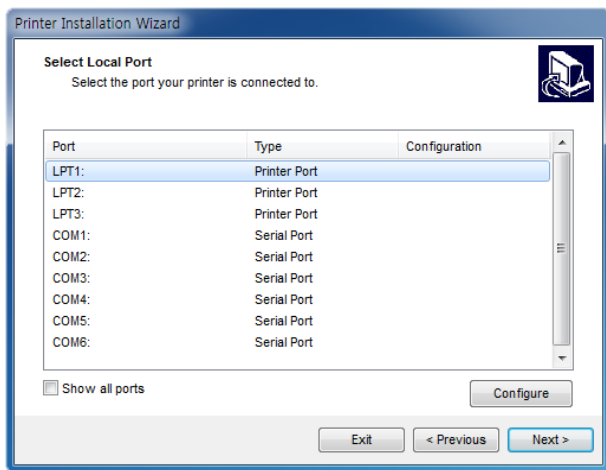 Printer Installation Wizard
Select Local Port
Select the port your printer is connected to.
Port Type Configuration
LPT1: Printer Port
LPT2: Printer Port
LPT3: Printer Port
COM1: Serial Port
COM2: Serial Port
COM3: Serial Port
COM4: Serial Port
COM5: Serial Port
COM6: Serial Port
Show all ports
Configure
Exit < Previous Next >